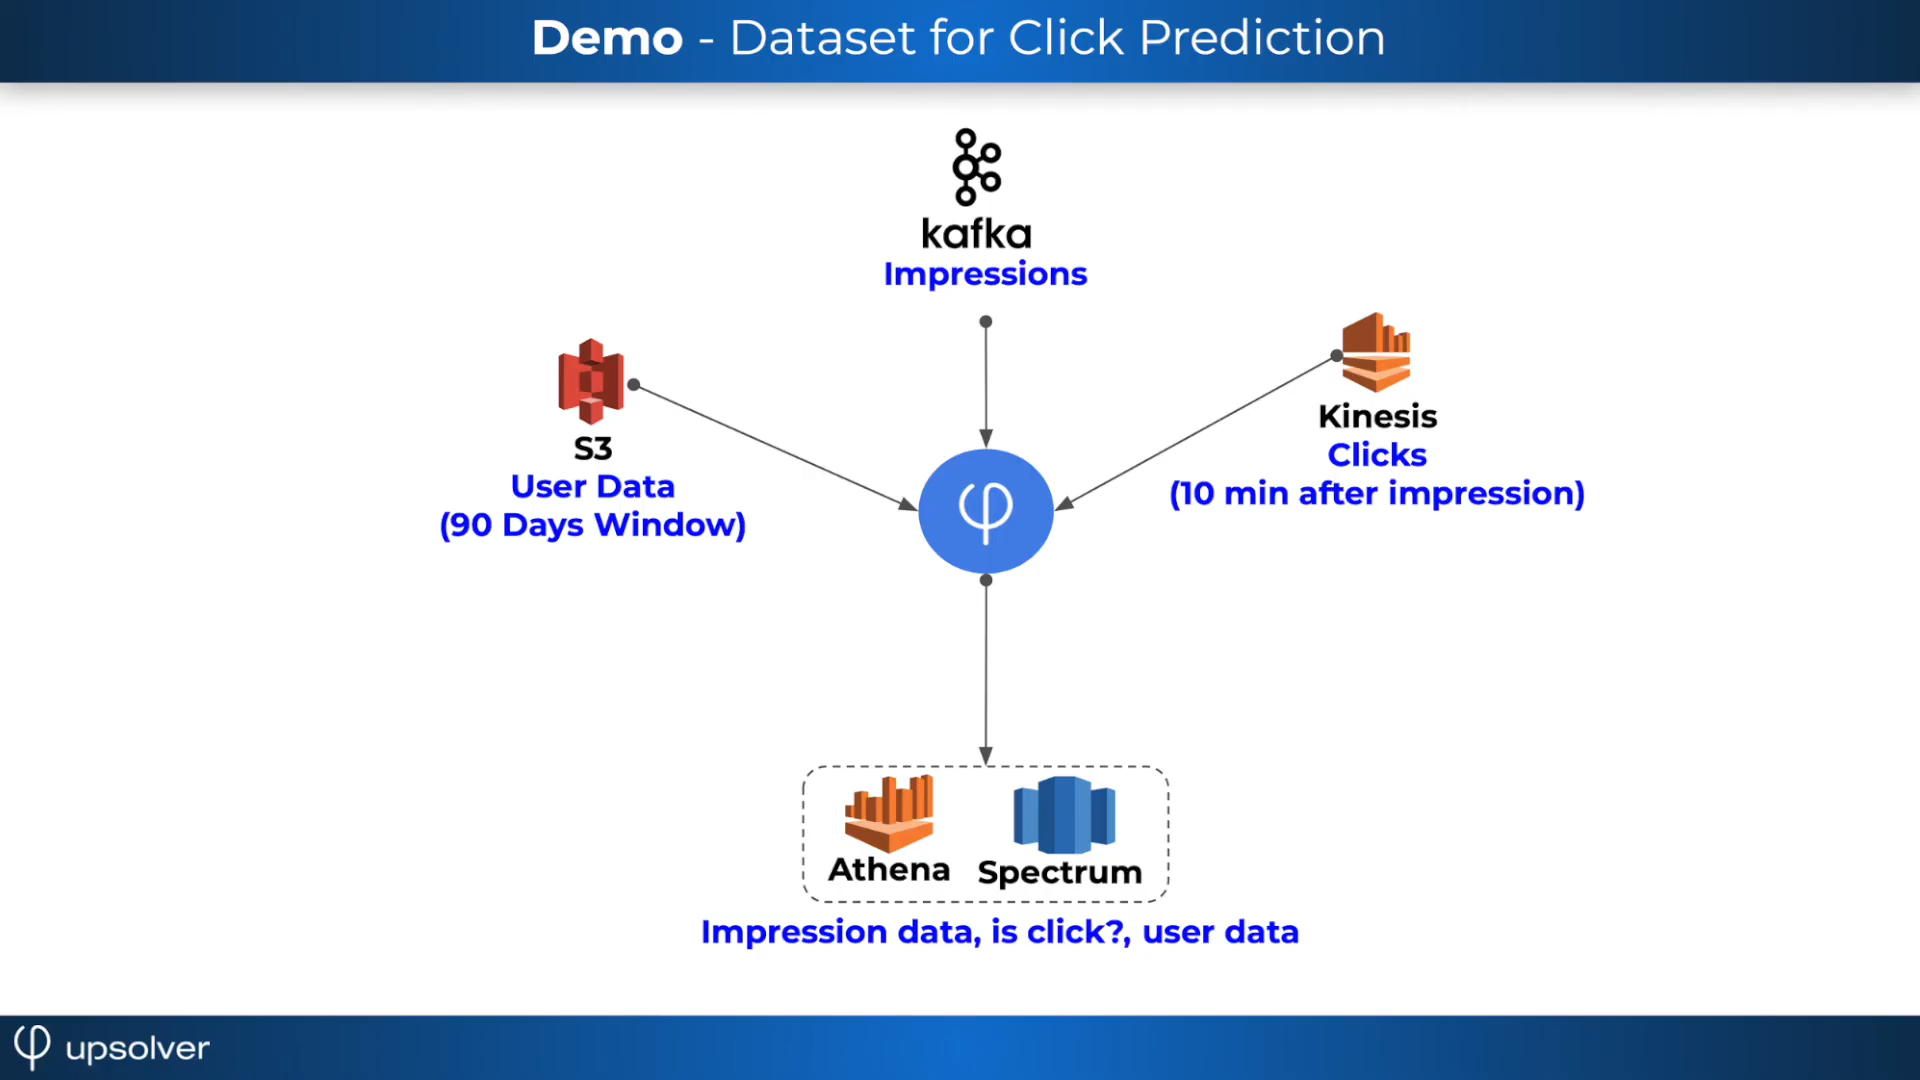 Demo - Dataset for Click Prediction
kafka
Impressions
S3
User Data
(90 Days Window)
Kinesis
Clicks
(10 min after impression)
Athena
Spectrum
Impression data, is click?, user data
upsolver